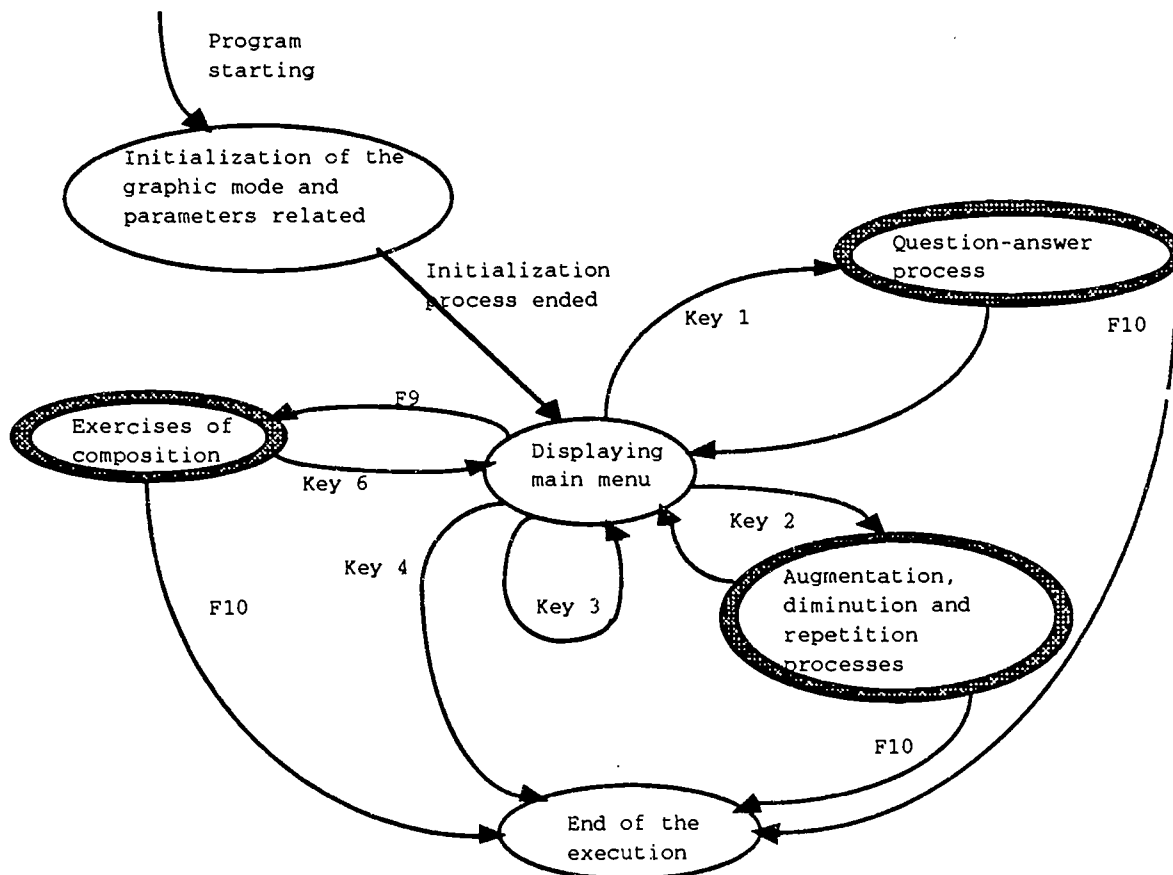 Program
starting
Initialization of the
graphic mode and
parameters related
Initialization
process ended
Question-answer
process
Key 1
F10
F9
Exercises of
composition
Key 6
Displaying
main menu
Key 2
Key 4
Key 3
F10
Augmentation,
diminution and
repetition
processes
F10
End of the
execution